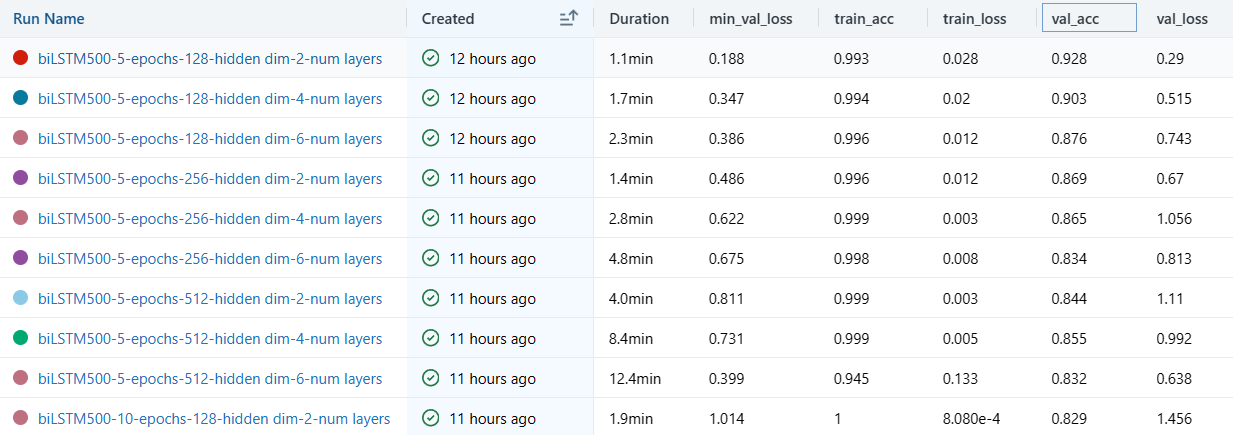 Run Name Created Duration min_val_loss train_acc train_loss val_acc val_loss
biLSTM500-5-epochs-128-hidden dim-2-num layers 12 hours ago 1.1min 0.188 0.993 0.028 0.928 0.29
biLSTM500-5-epochs-128-hidden dim-4-num layers 12 hours ago 1.7min 0.347 0.994 0.02 0.903 0.515
biLSTM500-5-epochs-128-hidden dim-6-num layers 12 hours ago 2.3min 0.386 0.996 0.012 0.876 0.743
biLSTM500-5-epochs-256-hidden dim-2-num layers 11 hours ago 1.4min 0.486 0.996 0.012 0.869 0.67
biLSTM500-5-epochs-256-hidden dim-4-num layers 11 hours ago 2.8min 0.622 0.999 0.003 0.865 1.056
biLSTM500-5-epochs-256-hidden dim-6-num layers 11 hours ago 4.8min 0.675 0.998 0.008 0.834 0.813
biLSTM500-5-epochs-512-hidden dim-2-num layers 11 hours ago 4.0min 0.811 0.999 0.003 0.844 1.11
biLSTM500-5-epochs-512-hidden dim-4-num layers 11 hours ago 8.4min 0.731 0.999 0.005 0.855 0.992
biLSTM500-5-epochs-512-hidden dim-6-num layers 11 hours ago 12.4min 0.399 0.945 0.133 0.832 0.638
biLSTM500-10-epochs-128-hidden dim-2-num layers 11 hours ago 1.9min 1.014 1 8.080e-4 0.829 1.456